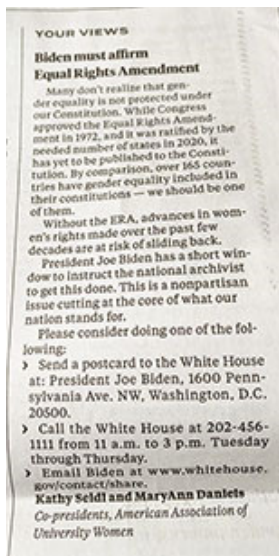 YOUR VIEWS
Biden must affirm
Equal Rights Amendment
Many don't realize that gen-
der equality is not protected under
our Constitution. While Congress
approved the Equal Rights Amend-
ment in 1972, and it was ratified by the
needed number of states in 2020, it
has yet to be published to the Consti-
tution. By comparison, over 165 coun-
tries have gender equality included in
their constitutions — we should be one
of them.
Without the ERA, advances in wom-
en's rights made over the past few
decades are at risk of sliding back.
President Joe Biden has a short win-
dow to instruct the national archivist
to get this done. This is a nonpartisan
issue cutting at the core of what our
nation stands for.
Please consider doing one of the fol-
lowing:
› Send a postcard to the White House
at: President Joe Biden, 1600 Penn-
sylvania Ave. NW, Washington, D.C.
20500.
› Call the White House at 202-456-
1111 from 11 a.m. to 3 p.m. Tuesday
through Thursday.
› Email Biden at www.whitehouse.
gov/contact/share.
Kathy Seidl and MaryAnn Daniels
Co-presidents, American Association of
University Women